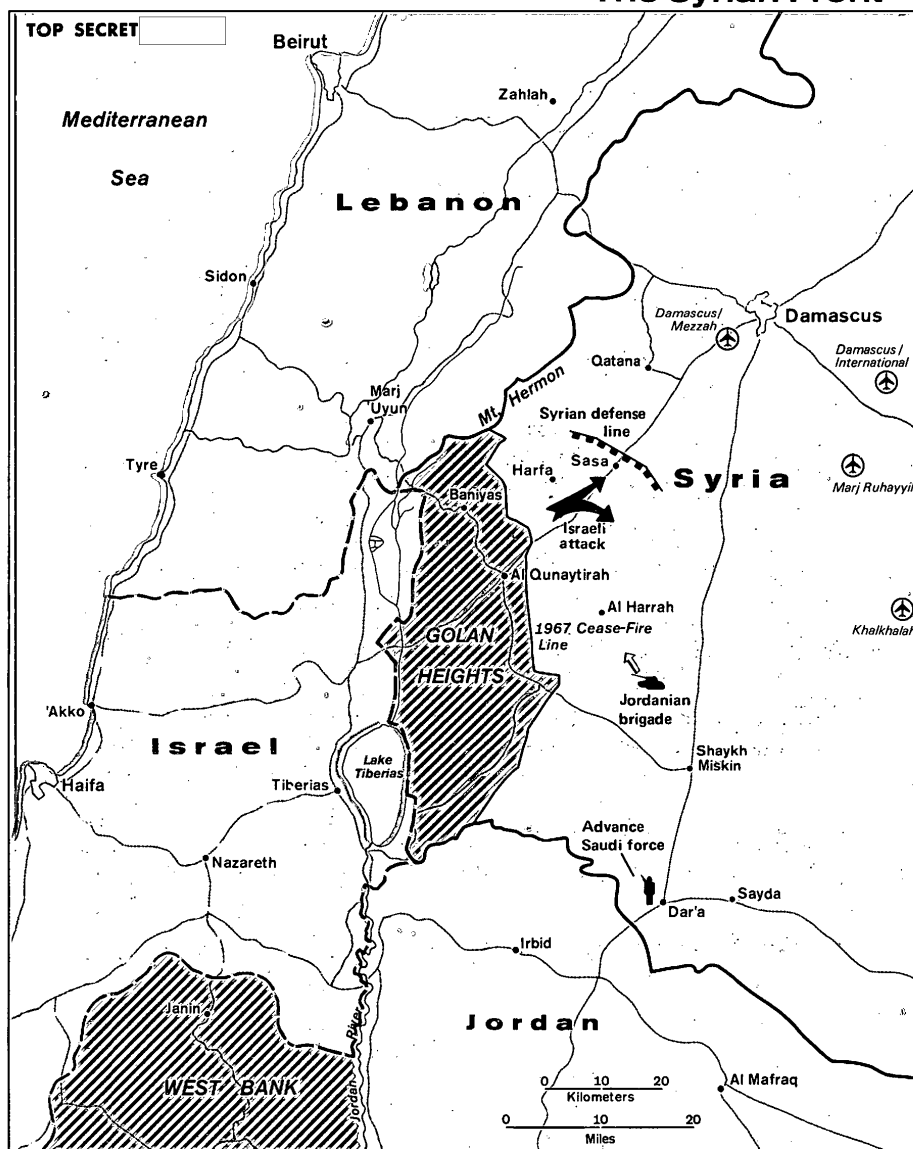 The Syrian Front
TOP SECRET
Beirut
Zahlah
Mediterranean
Sea
Lebanon
Sidon
Damascus/
Mezzah
Damascus
Damascus /
International
Qatana
Marj
'Uyun
Mt. Hermon
Syrian defense
line
Tyre
Harfa
Sasa
Syria
Marj Ruhayyil
Baniyas
Israeli
attack
Al Qunaytirah
Al Harrah
Khalkhalah
GOLAN
HEIGHTS
1967 Cease-Fire
Line
Jordanian
brigade
'Akko
Israel
Shaykh
Miskin
Lake
Tiberias
Haifa
Tiberias
Advance
Saudi force
Nazareth
Sayda
Dar'a
Irbid
Janin
Jordan
River
Jordan
WEST BANK
Al Mafraq
0 10 20
Kilometers
0 10 20
Miles